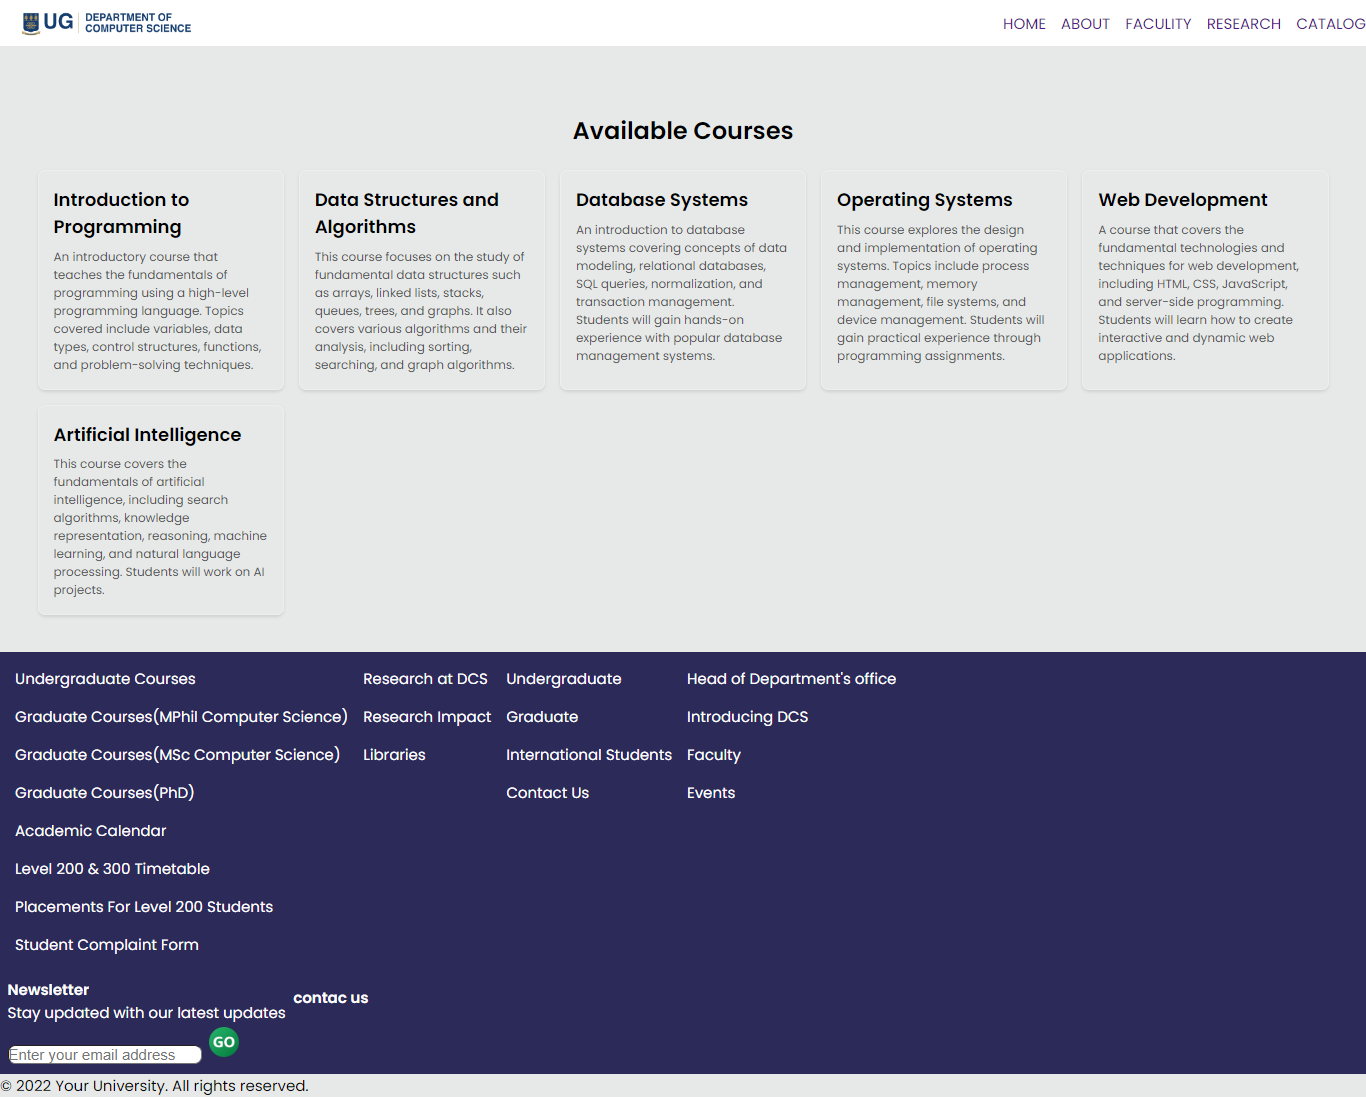 UG DEPARTMENT OF
COMPUTER SCIENCE
HOME ABOUT FACULITY RESEARCH CATALOG
Available Courses
Introduction to
Programming
An introductory course that
teaches the fundamentals of
programming using a high-level
programming language. Topics
covered include variables, data
types, control structures, functions,
and problem-solving techniques.
Data Structures and
Algorithms
This course focuses on the study of
fundamental data structures such
as arrays, linked lists, stacks,
queues, trees, and graphs. It also
covers various algorithms and their
analysis, including sorting,
searching, and graph algorithms.
Database Systems
An introduction to database
systems covering concepts of data
modeling, relational databases,
SQL queries, normalization, and
transaction management.
Students will gain hands-on
experience with popular database
management systems.
Operating Systems
This course explores the design
and implementation of operating
systems. Topics include process
management, memory
management, file systems, and
device management. Students will
gain practical experience through
programming assignments.
Web Development
A course that covers the
fundamental technologies and
techniques for web development,
including HTML, CSS, JavaScript,
and server-side programming.
Students will learn how to create
interactive and dynamic web
applications.
Artificial Intelligence
This course covers the
fundamentals of artificial
intelligence, including search
algorithms, knowledge
representation, reasoning, machine
learning, and natural language
processing. Students will work on AI
projects.
Undergraduate Courses
Graduate Courses(MPhil Computer Science)
Graduate Courses(MSc Computer Science)
Graduate Courses(PhD)
Academic Calendar
Level 200 & 300 Timetable
Placements For Level 200 Students
Student Complaint Form
Research at DCS
Research Impact
Libraries
Undergraduate
Graduate
International Students
Contact Us
Head of Department's office
Introducing DCS
Faculty
Events
Newsletter
Stay updated with our latest updates
Enter your email address
GO
contac us
© 2022 Your University. All rights reserved.